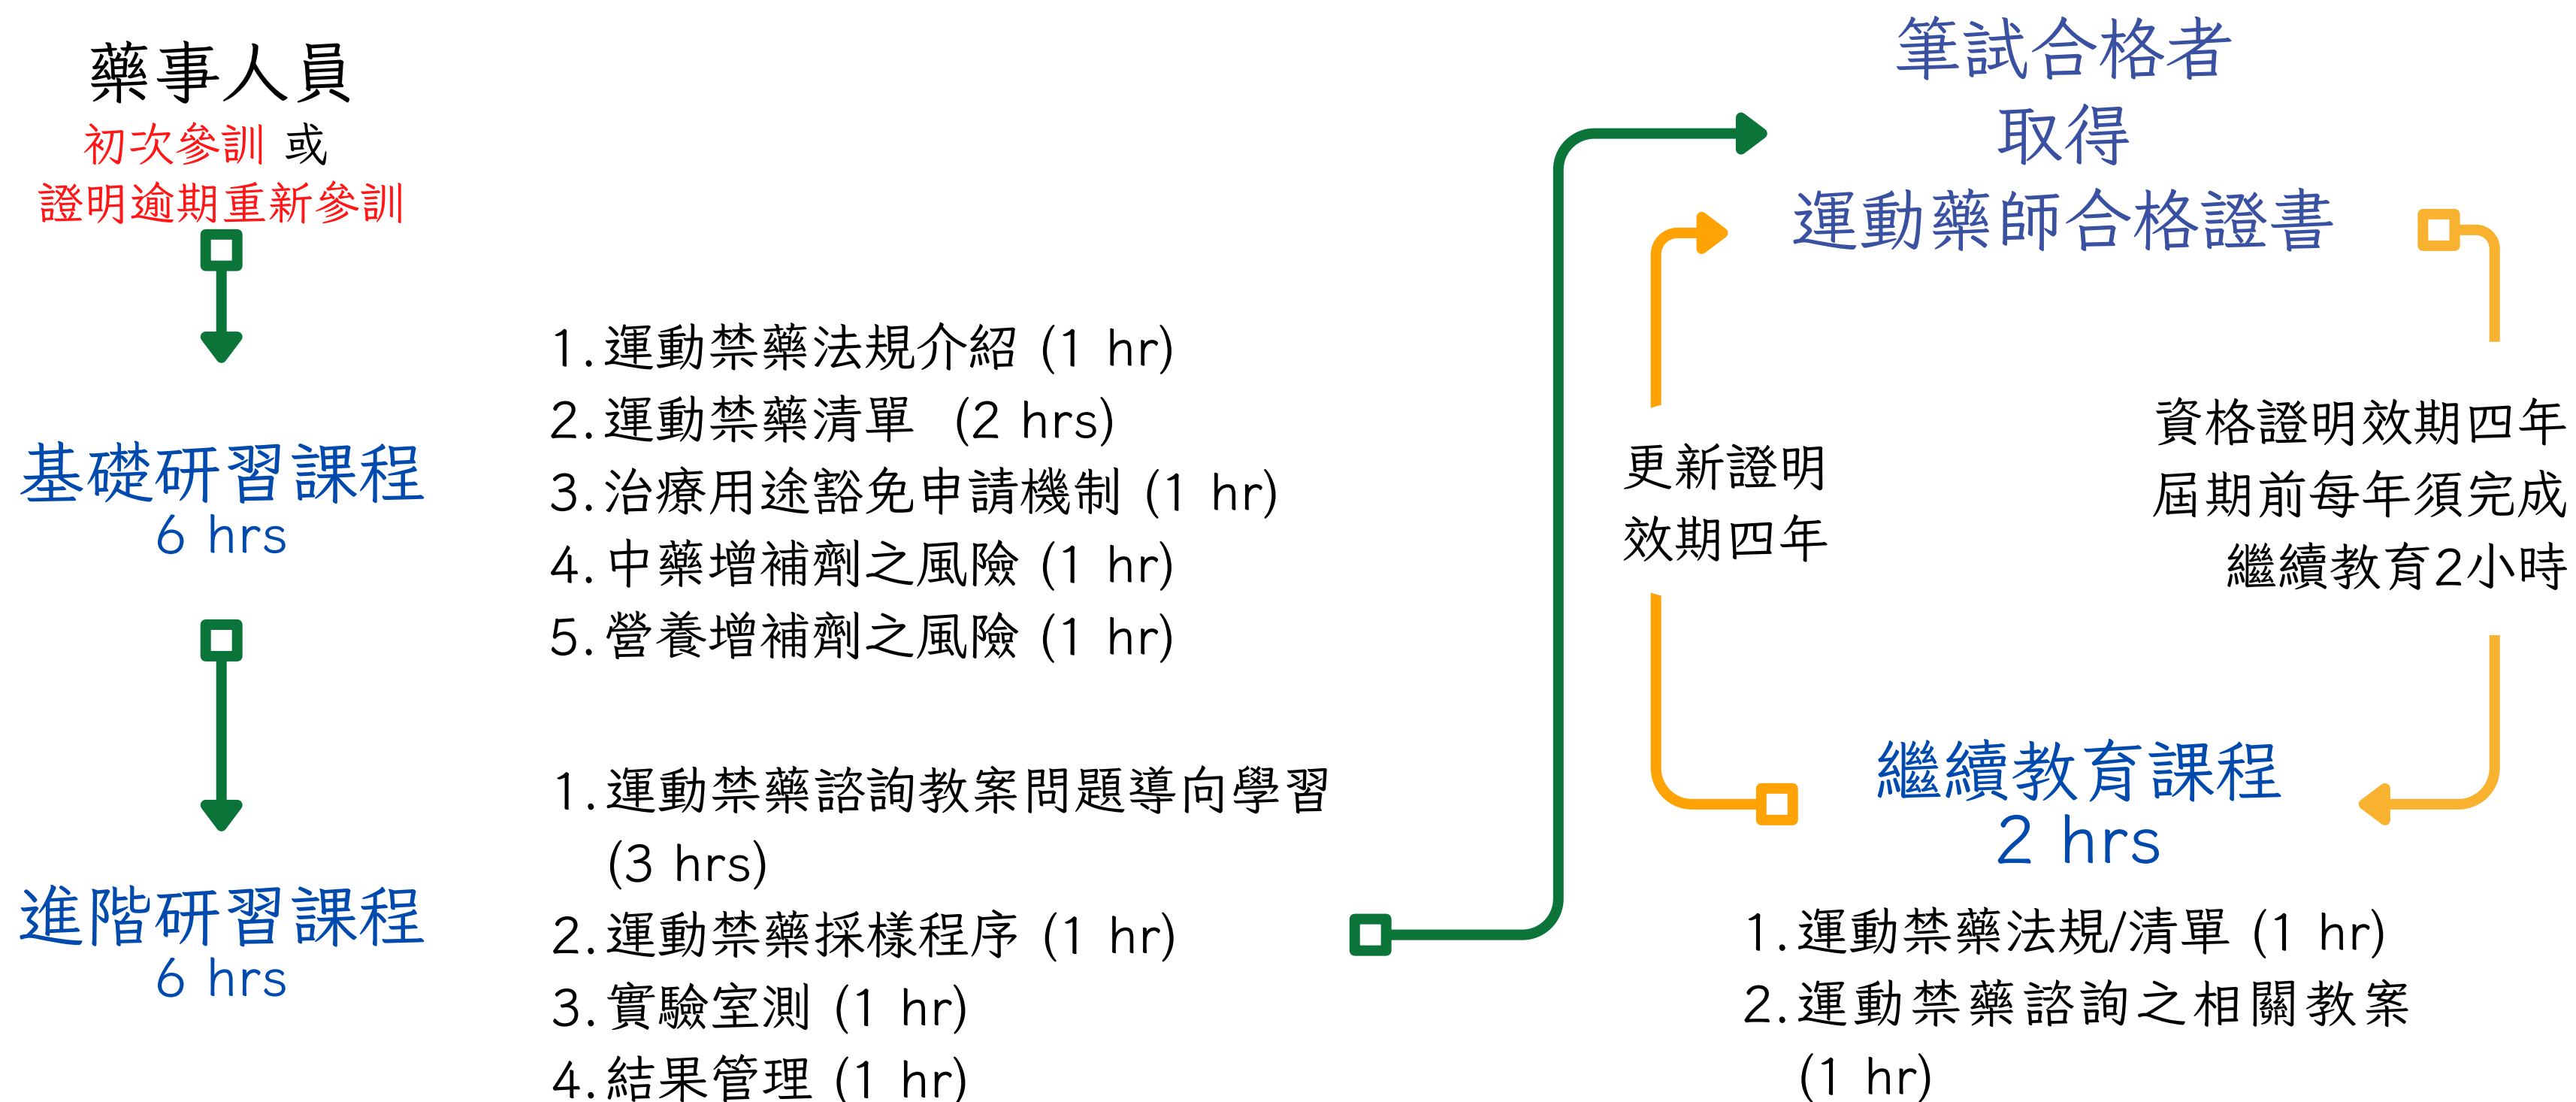 藥事人員
初次參訓 或
證明逾期重新參訓
基礎研習課程
6 hrs
1.運動禁藥法規介紹 (1 hr)
2.運動禁藥清單 (2 hrs)
3.治療用途豁免申請機制 (1 hr)
4.中藥增補劑之風險 (1 hr)
5.營養增補劑之風險 (1 hr)
進階研習課程
6 hrs
1.運動禁藥諮詢教案問題導向學習
(3 hrs)
2.運動禁藥採樣程序 (1 hr)
3.實驗室測 (1 hr)
4.結果管理 (1 hr)
筆試合格者
取得
運動藥師合格證書
資格證明效期四年
屆期前每年須完成
繼續教育2小時
繼續教育課程
2 hrs
1.運動禁藥法規/清單 (1 hr)
2.運動禁藥諮詢之相關教案
(1 hr)
更新證明
效期四年